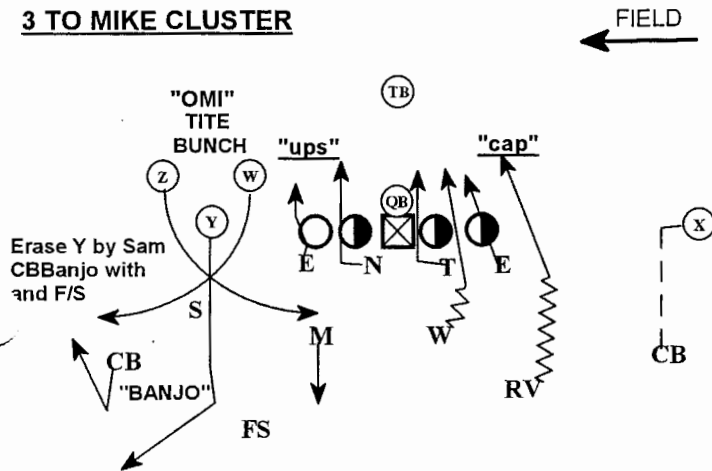 3 TO MIKE CLUSTER
FIELD
"OMI"
TITE
BUNCH
TB
"ups"
"cap"
Z
W
Y
QB
X
Erase Y by Sam
CBBanjo with
and F/S
E
N
T
E
S
M
W
CB
CB
"BANJO"
RV
FS